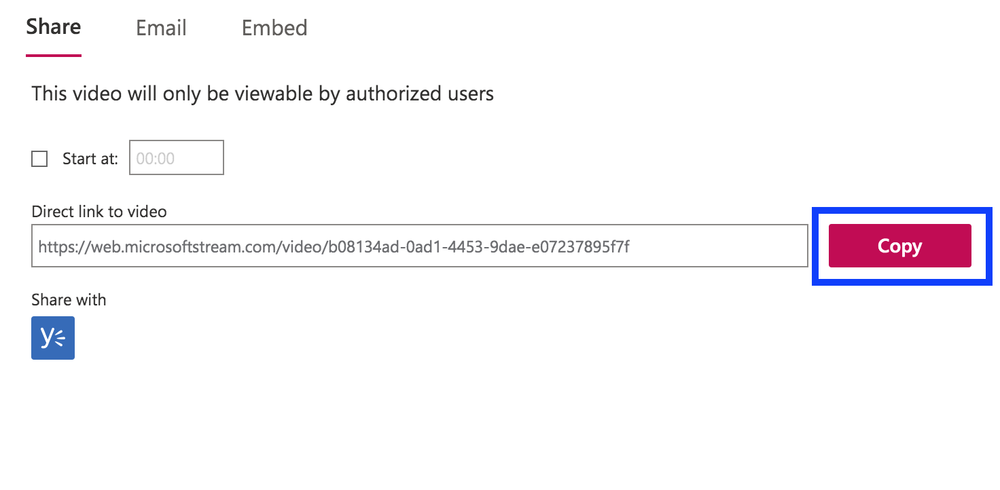 Share Email Embed
This video will only be viewable by authorized users
Start at: 00:00
Direct link to video
https://web.microsoftstream.com/video/b08134ad-0ad1-4453-9dae-e07237895f7f Copy
Share with
y